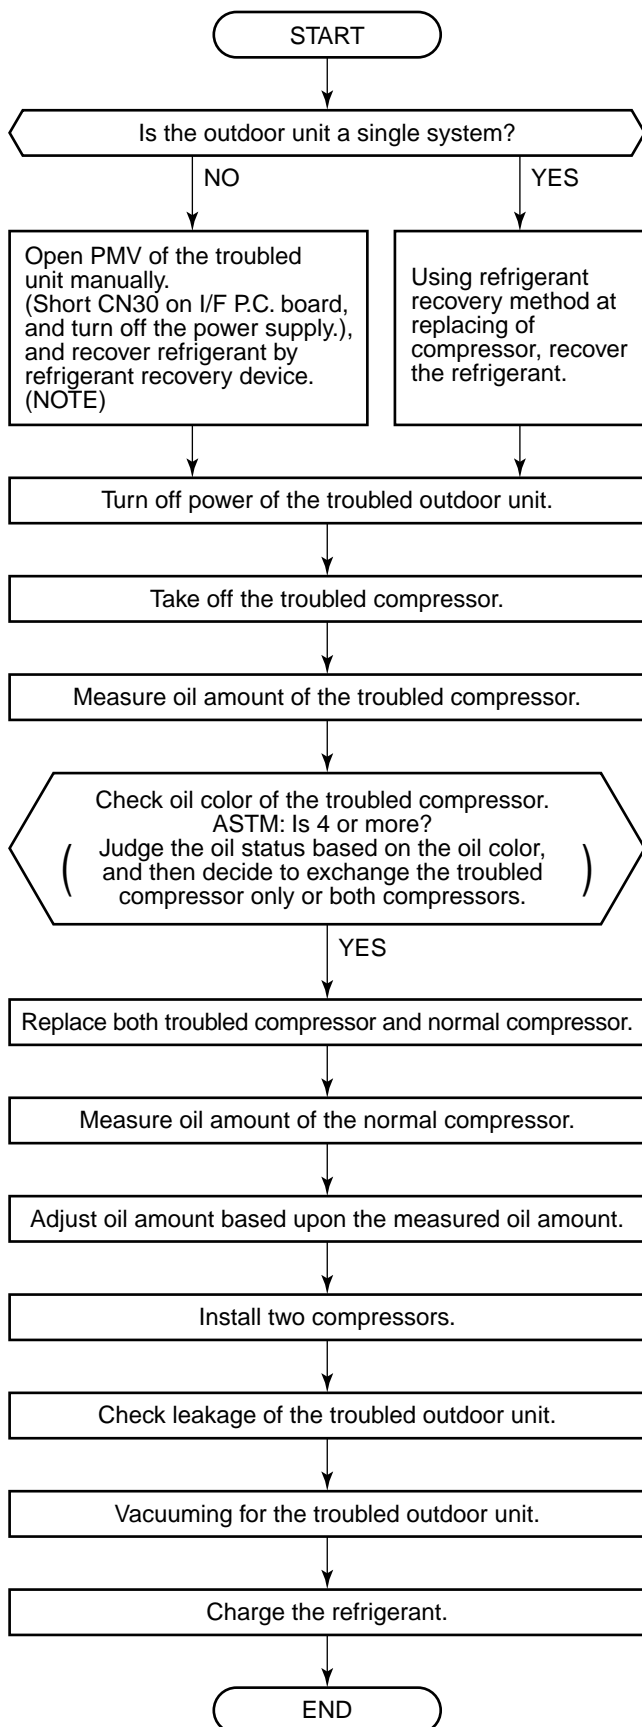 START
Is the outdoor unit a single system?
NO
YES
Open PMV of the troubled
unit manually.
(Short CN30 on I/F P.C. board,
and turn off the power supply.),
and recover refrigerant by
refrigerant recovery device.
(NOTE)
Using refrigerant
recovery method at
replacing of
compressor, recover
the refrigerant.
Turn off power of the troubled outdoor unit.
Take off the troubled compressor.
Measure oil amount of the troubled compressor.
Check oil color of the troubled compressor.
ASTM: Is 4 or more?
(Judge the oil status based on the oil color,
and then decide to exchange the troubled
compressor only or both compressors.)
YES
Replace both troubled compressor and normal compressor.
Measure oil amount of the normal compressor.
Adjust oil amount based upon the measured oil amount.
Install two compressors.
Check leakage of the troubled outdoor unit.
Vacuuming for the troubled outdoor unit.
Charge the refrigerant.
END